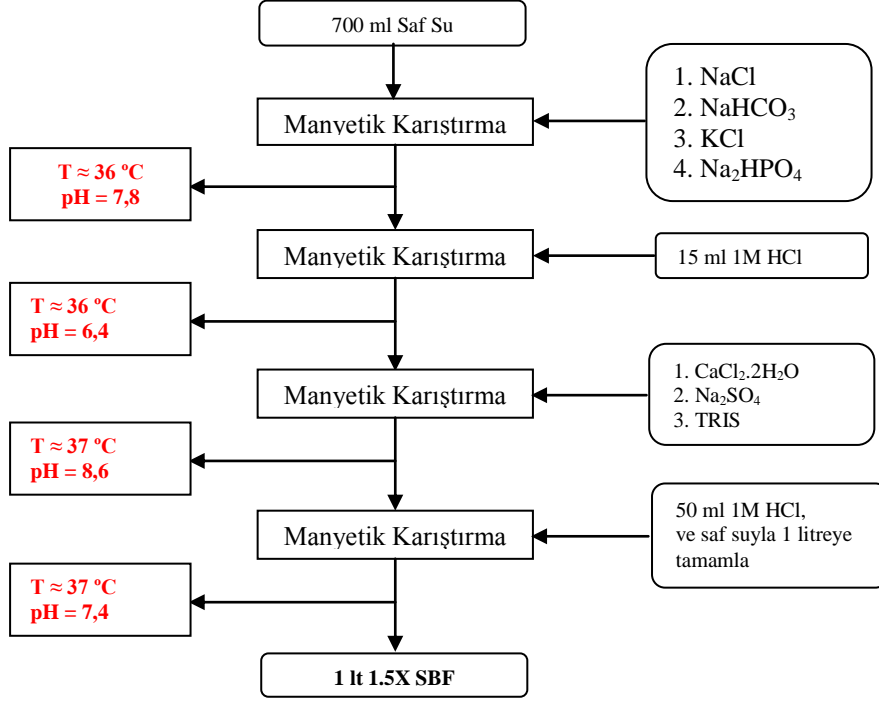 700 ml Saf Su
Manyetik Karıştırma
1. NaCl
2. NaHCO₃
3. KCl
4. Na₂HPO₄
T ≈ 36 ºC
pH = 7,8
Manyetik Karıştırma
15 ml 1M HCl
T ≈ 36 ºC
pH = 6,4
Manyetik Karıştırma
1. CaCl₂.2H₂O
2. Na₂SO₄
3. TRIS
T ≈ 37 ºC
pH = 8,6
Manyetik Karıştırma
50 ml 1M HCl,
ve saf suyla 1 litreye
tamamla
T ≈ 37 ºC
pH = 7,4
1 lt 1.5X SBF